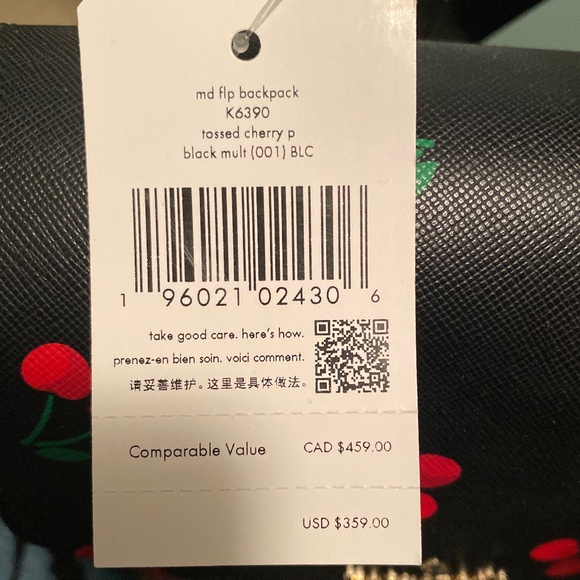 md flp backpack
K6390
tossed cherry p
black mult (001) BLC
1 96021 02430 6
take good care. here's how.
prenez-en bien soin. voici comment.
请妥善维护。这里是具体做法。
Comparable Value CAD $459.00
USD $359.00